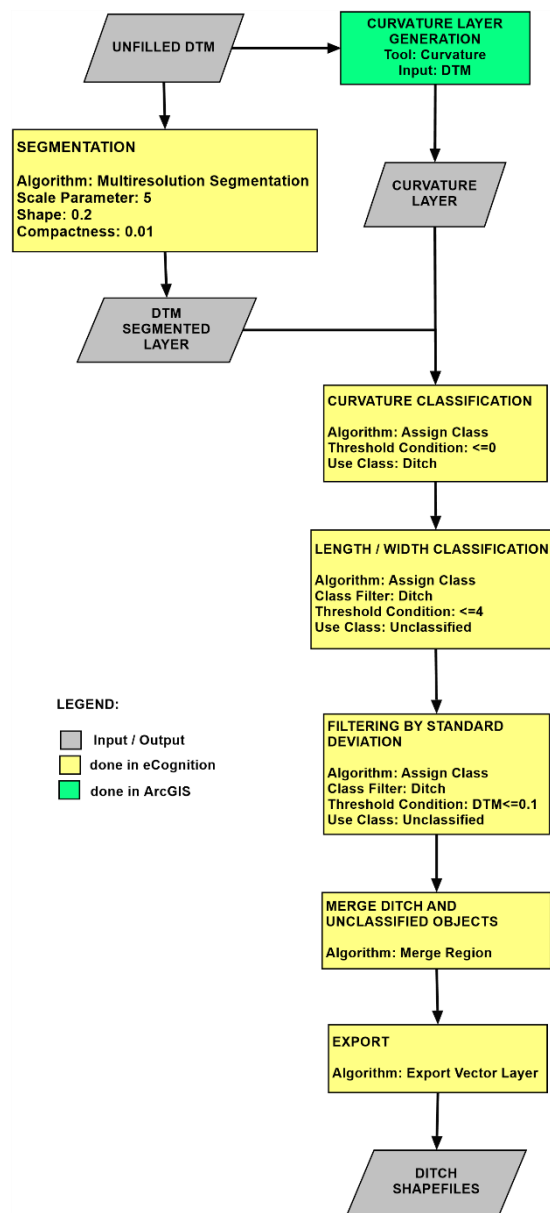 UNFILLED DTM
CURVATURE LAYER
GENERATION
Tool: Curvature
Input: DTM
SEGMENTATION
Algorithm: Multiresolution Segmentation
Scale Parameter: 5
Shape: 0.2
Compactness: 0.01
CURVATURE
LAYER
DTM
SEGMENTED
LAYER
CURVATURE CLASSIFICATION
Algorithm: Assign Class
Threshold Condition: <=0
Use Class: Ditch
LENGTH / WIDTH CLASSIFICATION
Algorithm: Assign Class
Class Filter: Ditch
Threshold Condition: <=4
Use Class: Unclassified
LEGEND:
Input / Output
done in eCognition
done in ArcGIS
FILTERING BY STANDARD
DEVIATION
Algorithm: Assign Class
Class Filter: Ditch
Threshold Condition: DTM<=0.1
Use Class: Unclassified
MERGE DITCH AND
UNCLASSIFIED OBJECTS
Algorithm: Merge Region
EXPORT
Algorithm: Export Vector Layer
DITCH
SHAPEFILES